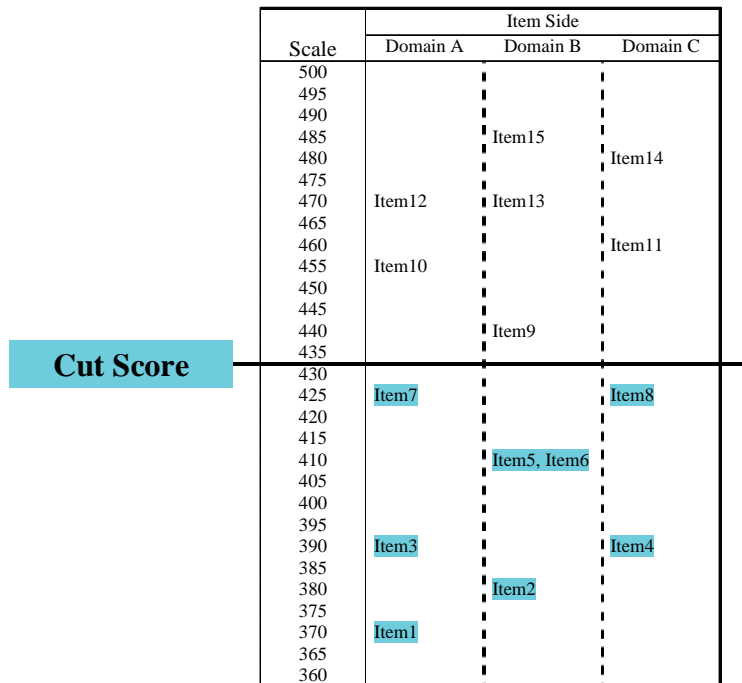 Item Side
Scale Domain A Domain B Domain C
500
495
490
485 Item15
480 Item14
475
470 Item12 Item13
465
460 Item11
455 Item10
450
445
440 Item9
435
Cut Score
430
425 Item7 Item8
420
415
410 Item5, Item6
405
400
395
390 Item3 Item4
385
380 Item2
375
370 Item1
365
360